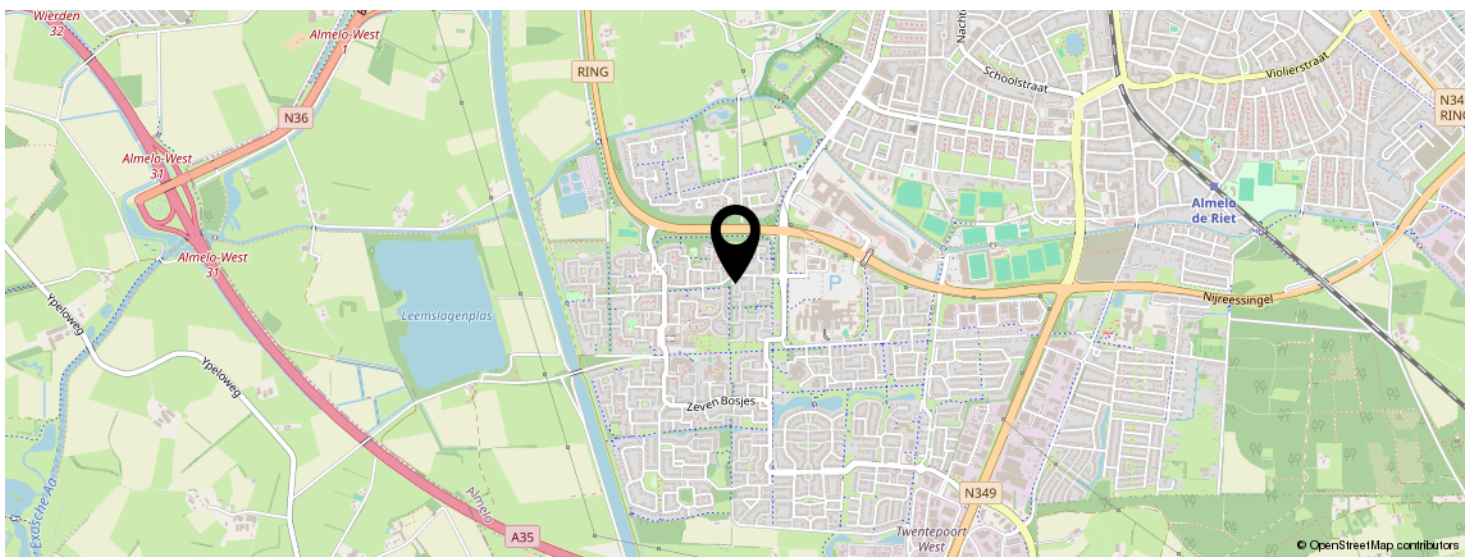 Wierden
32
Almelo-West
1
RING
N36
Schoolstraat
Violierstraat
RING
Almelo-West
31
Almelo
de Riet
Almelo-West
31
Ypeloweg
Leemslagenplas
P
Nijreessingel
Ypeloweg
Zeven Bosjes
Exosche Aa
Almelo
A35
N349
Twentepoort
West
© OpenStreetMap contributors